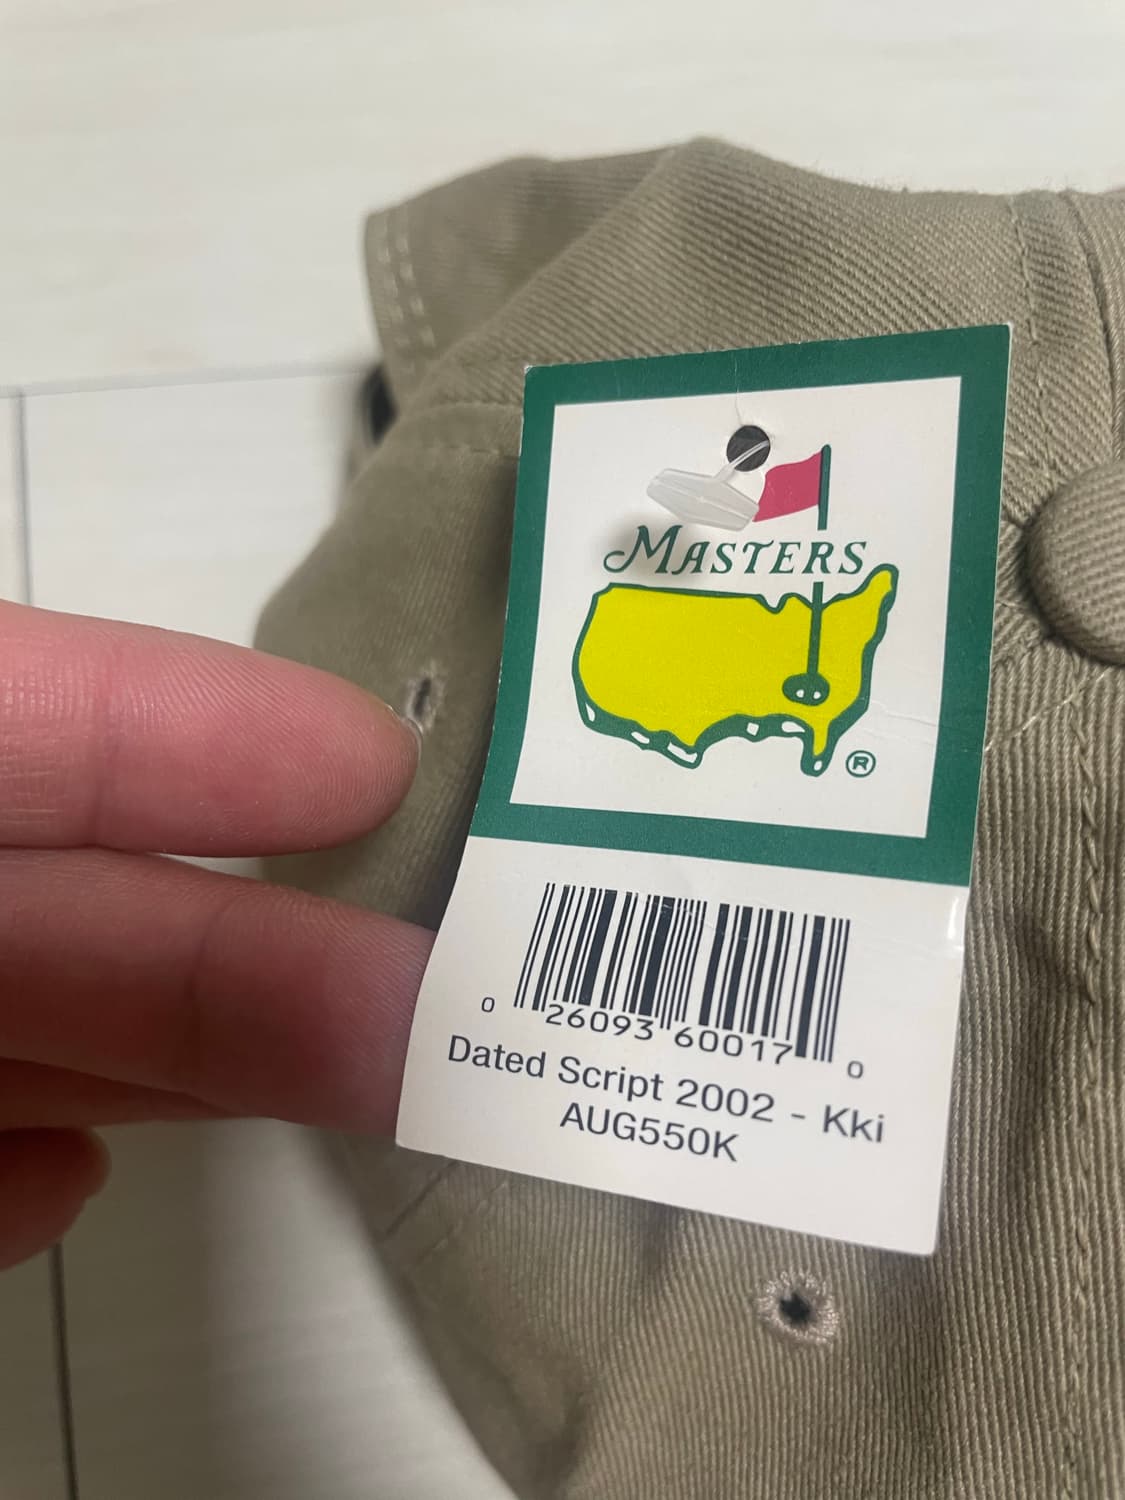 MASTERS
®
0 26093 60017 0
Dated Script 2002 - Kki
AUG550K